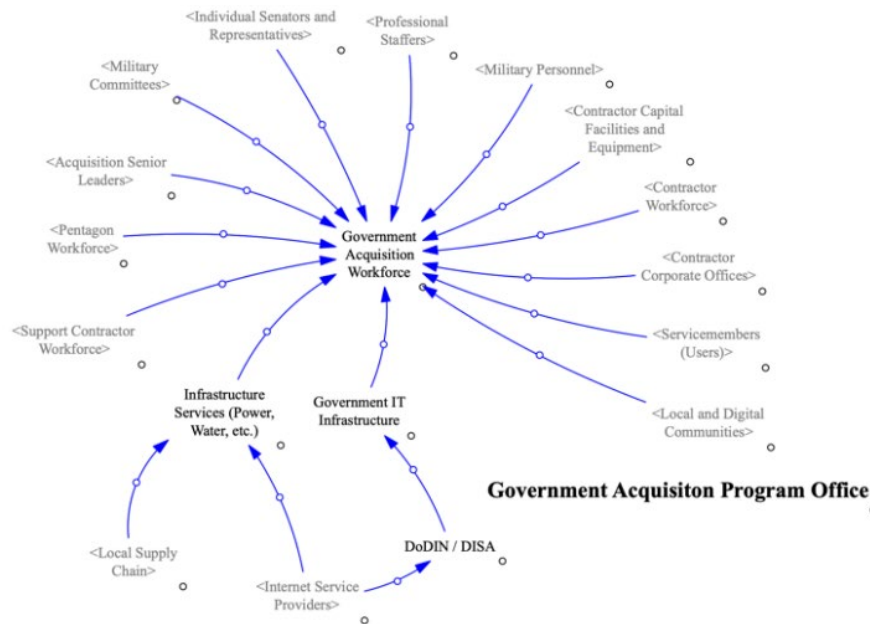 <Individual Senators and
Representatives>
<Professional
Staffers>
<Military
Committees>
<Military Personnel>
<Contractor Capital
Facilities and
Equipment>
<Acquisition Senior
Leaders>
<Contractor
Workforce>
<Pentagon
Workforce>
Government
Acquisition
Workforce
<Contractor
Corporate Offices>
<Support Contractor
Workforce>
<Servicemembers
(Users)>
Infrastructure
Services (Power,
Water, etc.)
Government IT
Infrastructure
<Local and Digital
Communities>
Government Acquisiton Program Office
<Local Supply
Chain>
DoDIN / DISA
<Internet Service
Providers>